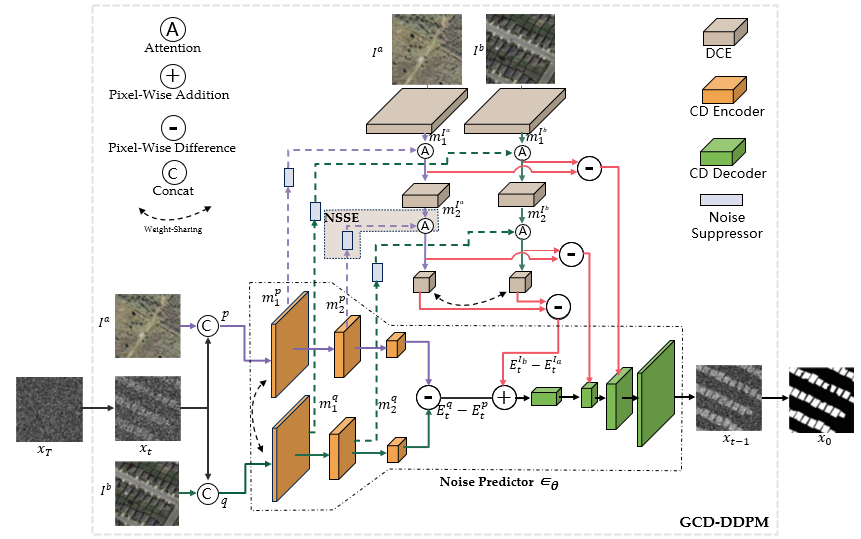 A
Attention
+
Pixel-Wise Addition
-
Pixel-Wise Difference
C
Concat
Weight-Sharing
I^a
I^b
DCE
CD Encoder
CD Decoder
Noise
Suppressor
m_1^{I^a}
m_1^{I^b}
A
A
-
m_2^{I^a}
m_2^{I^b}
NSSE
A
A
-
-
I^a
C
p
m_1^p
m_2^p
E_t^{I_b} − E_t^{I_a}
m_1^q
m_2^q
-
E_t^q − E_t^p
+
x_T
x_t
x_{t−1}
x_0
I^b
C
q
Noise Predictor ∈_θ
GCD-DDPM